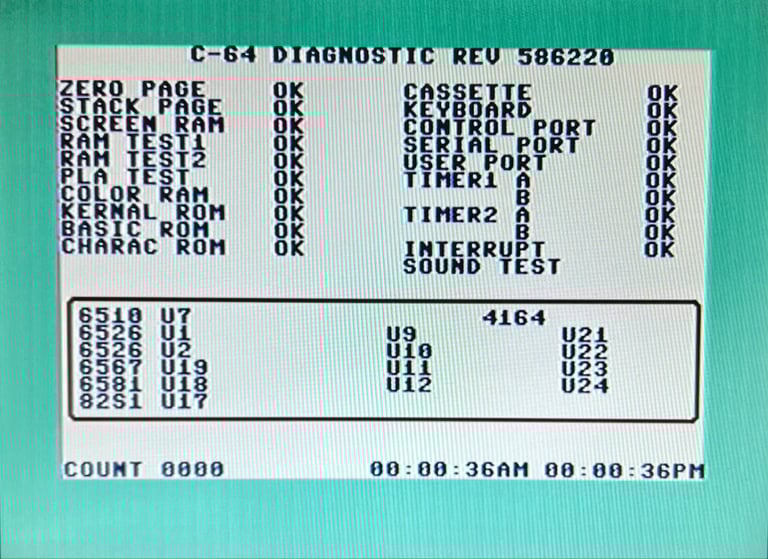 C-64 DIAGNOSTIC REV 586220
ZERO PAGE OK CASSETTE OK
STACK PAGE OK KEYBOARD OK
SCREEN RAM OK CONTROL PORT OK
RAM TEST1 OK SERIAL PORT OK
RAM TEST2 OK USER PORT OK
PLA TEST OK TIMER1 A OK
COLOR RAM OK B OK
KERNAL ROM OK TIMER2 A OK
BASIC ROM OK B OK
CHARAC ROM OK INTERRUPT OK
SOUND TEST
6510 U7 4164
6526 U1 U9 U21
6526 U2 U10 U22
6567 U19 U11 U23
6581 U18 U12 U24
82S1 U17
COUNT 0000 00:00:36AM 00:00:36PM